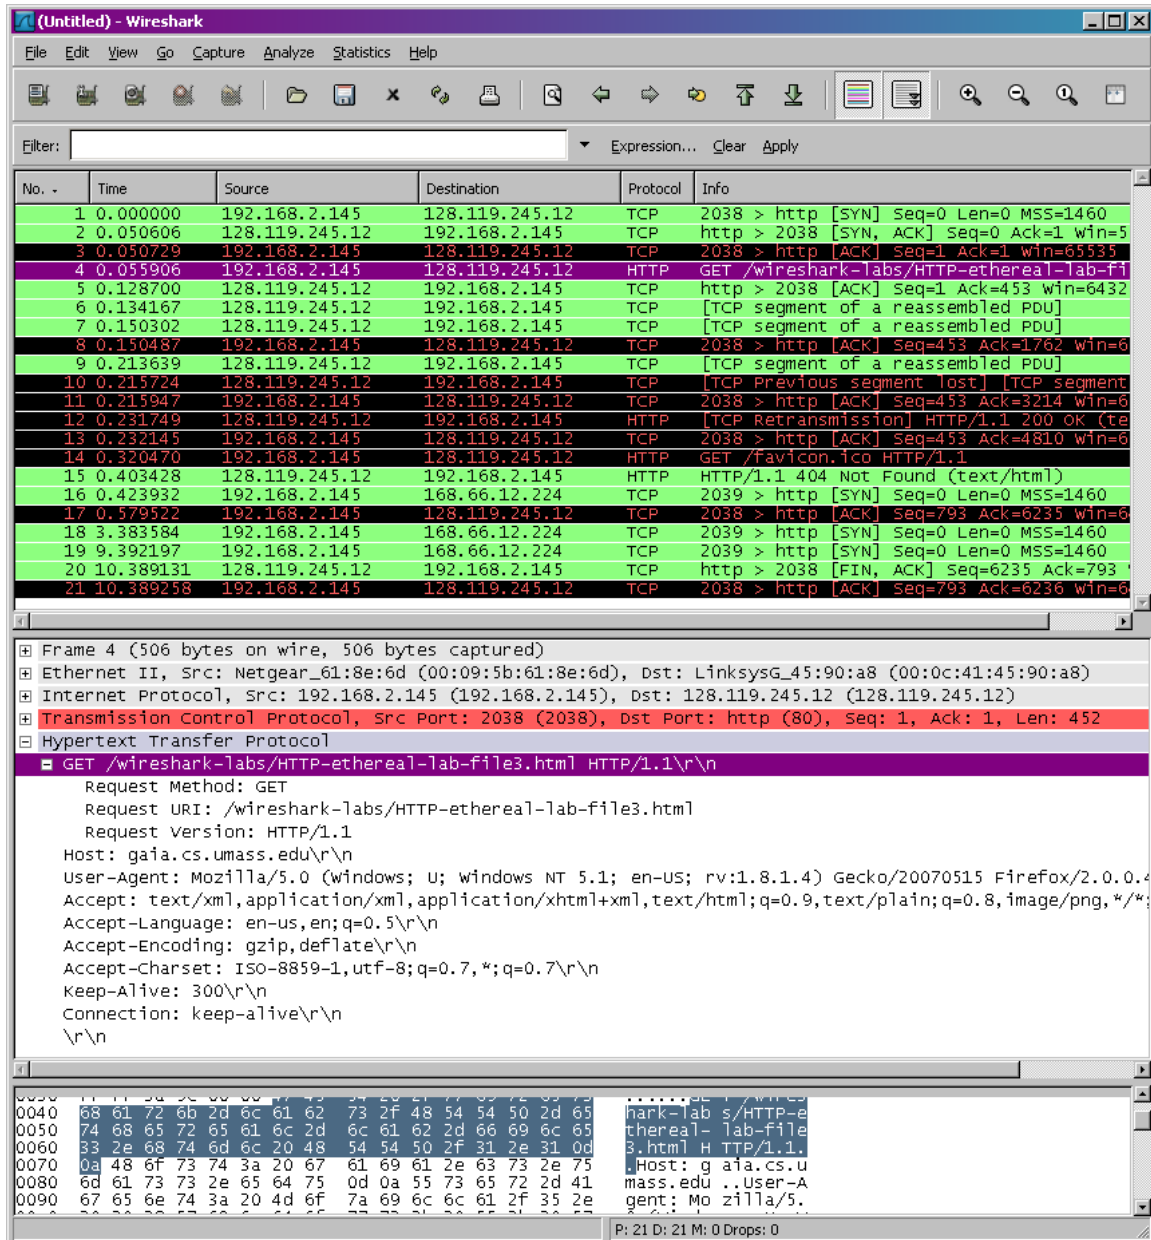 (Untitled) - Wireshark
File Edit View Go Capture Analyze Statistics Help
Filter: Expression... Clear Apply
No. - Time Source Destination Protocol Info
1 0.000000 192.168.2.145 128.119.245.12 TCP 2038 > http [SYN] Seq=0 Len=0 MSS=1460
2 0.050606 128.119.245.12 192.168.2.145 TCP http > 2038 [SYN, ACK] Seq=0 Ack=1 Win=5
3 0.050729 192.168.2.145 128.119.245.12 TCP 2038 > http [ACK] Seq=1 Ack=1 Win=65535
4 0.055906 192.168.2.145 128.119.245.12 HTTP GET /wireshark-labs/HTTP-ethereal-lab-fi
5 0.128700 128.119.245.12 192.168.2.145 TCP http > 2038 [ACK] Seq=1 Ack=453 Win=6432
6 0.134167 128.119.245.12 192.168.2.145 TCP [TCP segment of a reassembled PDU]
7 0.150302 128.119.245.12 192.168.2.145 TCP [TCP segment of a reassembled PDU]
8 0.150487 192.168.2.145 128.119.245.12 TCP 2038 > http [ACK] Seq=453 Ack=1762 Win=6
9 0.213639 128.119.245.12 192.168.2.145 TCP [TCP segment of a reassembled PDU]
10 0.215724 128.119.245.12 192.168.2.145 TCP [TCP Previous segment lost] [TCP segment
11 0.215947 192.168.2.145 128.119.245.12 TCP 2038 > http [ACK] Seq=453 Ack=3214 Win=6
12 0.231749 128.119.245.12 192.168.2.145 HTTP [TCP Retransmission] HTTP/1.1 200 OK (te
13 0.232145 192.168.2.145 128.119.245.12 TCP 2038 > http [ACK] Seq=453 Ack=4810 Win=6
14 0.320470 192.168.2.145 128.119.245.12 HTTP GET /favicon.ico HTTP/1.1
15 0.403428 128.119.245.12 192.168.2.145 HTTP HTTP/1.1 404 Not Found (text/html)
16 0.423932 192.168.2.145 168.66.12.224 TCP 2039 > http [SYN] Seq=0 Len=0 MSS=1460
17 0.579522 192.168.2.145 128.119.245.12 TCP 2038 > http [ACK] Seq=793 Ack=6235 Win=6
18 3.383584 192.168.2.145 168.66.12.224 TCP 2039 > http [SYN] Seq=0 Len=0 MSS=1460
19 9.392197 192.168.2.145 168.66.12.224 TCP 2039 > http [SYN] Seq=0 Len=0 MSS=1460
20 10.389131 128.119.245.12 192.168.2.145 TCP http > 2038 [FIN, ACK] Seq=6235 Ack=793
21 10.389258 192.168.2.145 128.119.245.12 TCP 2038 > http [ACK] Seq=793 Ack=6236 Win=6
Frame 4 (506 bytes on wire, 506 bytes captured)
Ethernet II, Src: Netgear_61:8e:6d (00:09:5b:61:8e:6d), Dst: LinksysG_45:90:a8 (00:0c:41:45:90:a8)
Internet Protocol, Src: 192.168.2.145 (192.168.2.145), Dst: 128.119.245.12 (128.119.245.12)
Transmission Control Protocol, Src Port: 2038 (2038), Dst Port: http (80), Seq: 1, Ack: 1, Len: 452
Hypertext Transfer Protocol
GET /wireshark-labs/HTTP-ethereal-lab-file3.html HTTP/1.1\r\n
Request Method: GET
Request URI: /wireshark-labs/HTTP-ethereal-lab-file3.html
Request Version: HTTP/1.1
Host: gaia.cs.umass.edu\r\n
User-Agent: Mozilla/5.0 (Windows; U; Windows NT 5.1; en-US; rv:1.8.1.4) Gecko/20070515 Firefox/2.0.0.4
Accept: text/xml,application/xml,application/xhtml+xml,text/html;q=0.9,text/plain;q=0.8,image/png,*/*;
Accept-Language: en-us,en;q=0.5\r\n
Accept-Encoding: gzip,deflate\r\n
Accept-Charset: ISO-8859-1,utf-8;q=0.7,*;q=0.7\r\n
Keep-Alive: 300\r\n
Connection: keep-alive\r\n
\r\n
0040 68 61 72 6b 2d 6c 61 62 73 2f 48 54 54 50 2d 65 hark-lab s/HTTP-e
0050 74 68 65 72 65 61 6c 2d 6c 61 62 2d 66 69 6c 65 thereal- lab-file
0060 33 2e 68 74 6d 6c 20 48 54 54 50 2f 31 2e 31 0d 3.html H TTP/1.1.
0070 0a 48 6f 73 74 3a 20 67 61 69 61 2e 63 73 2e 75 .Host: g aia.cs.u
0080 6d 61 73 73 2e 65 64 75 0d 0a 55 73 65 72 2d 41 mass.edu ..User-A
0090 67 65 6e 74 3a 20 4d 6f 7a 69 6c 6c 61 2f 35 2e gent: Mo zilla/5.
P: 21 D: 21 M: 0 Drops: 0